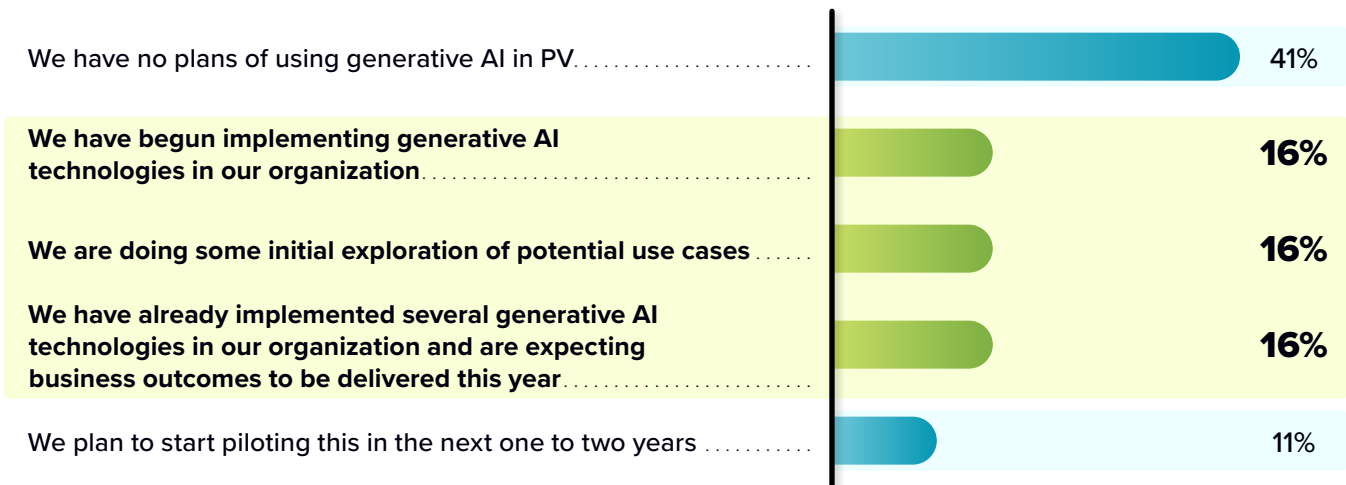 We have no plans of using generative AI in PV........................ 41%
We have begun implementing generative AI
technologies in our organization....................................... 16%
We are doing some initial exploration of potential use cases...... 16%
We have already implemented several generative AI
technologies in our organization and are expecting
business outcomes to be delivered this year......................... 16%
We plan to start piloting this in the next one to two years ........... 11%